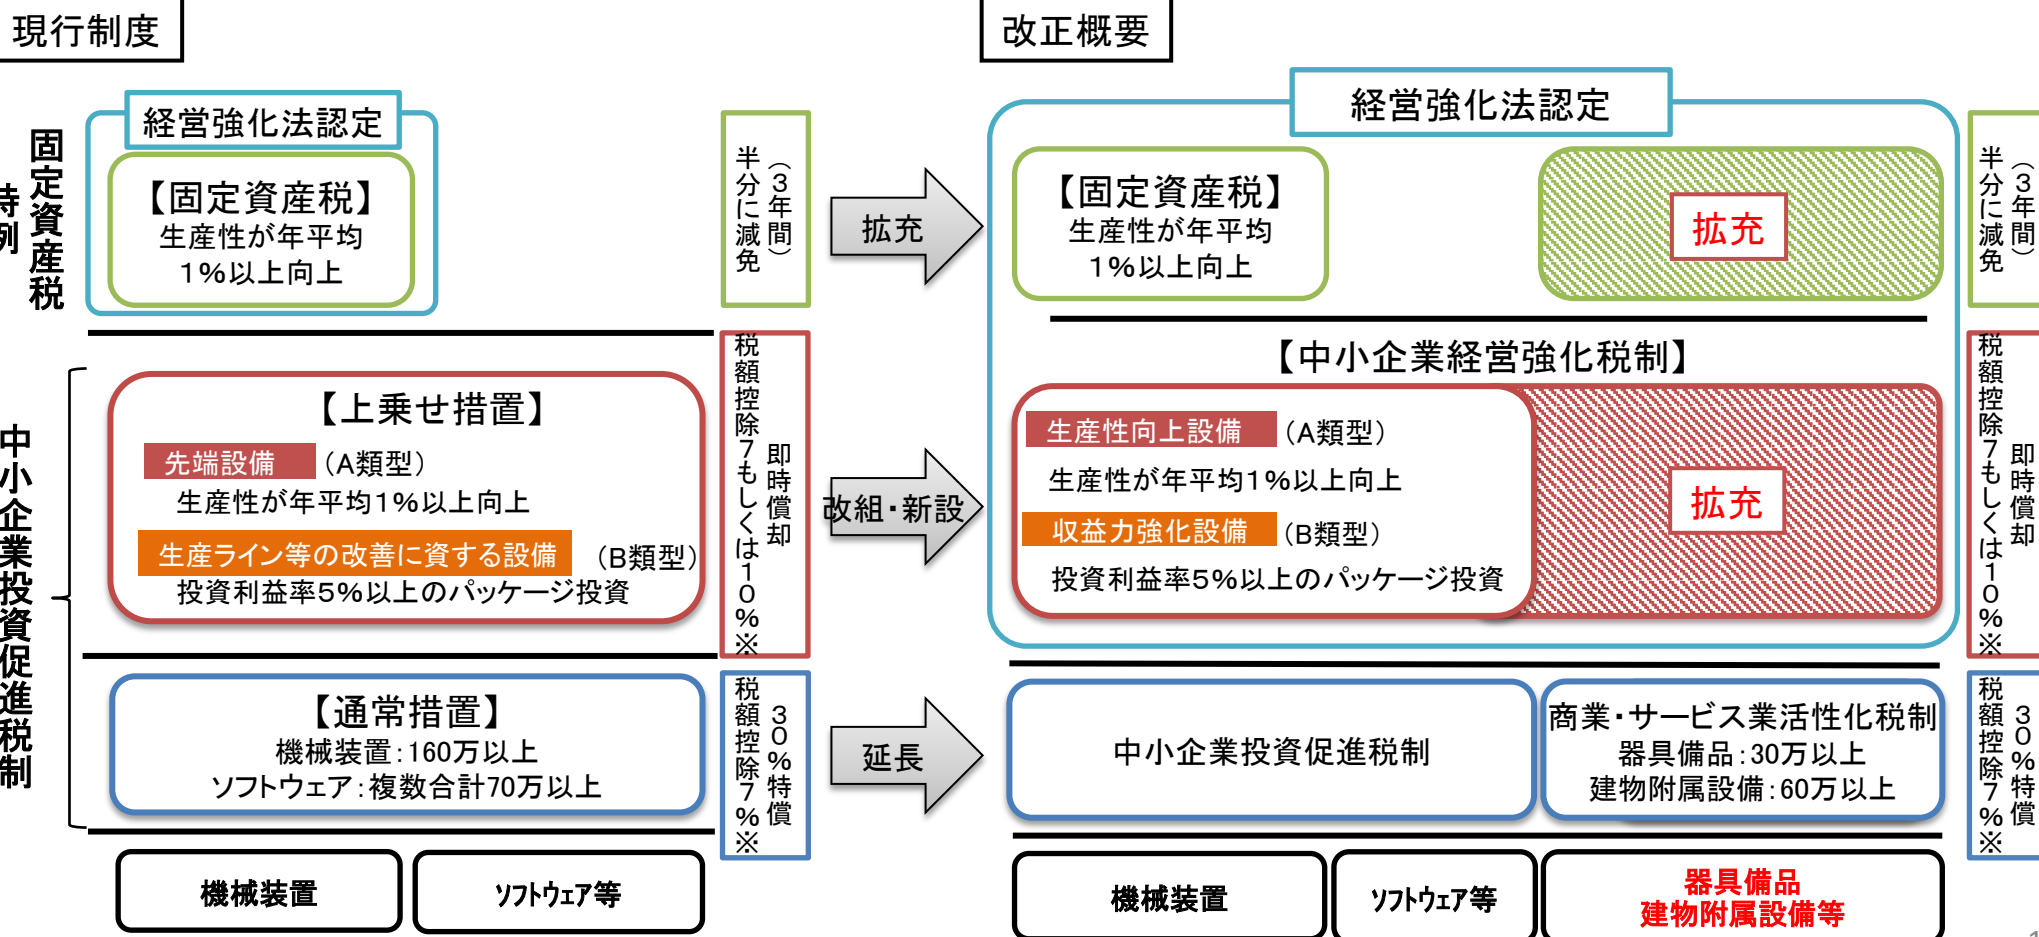 現行制度
固定資産税
特例
経営強化法認定
【固定資産税】
生産性が年平均
1%以上向上
半分に減免
（3年間）
中小企業投資促進税制
【上乗せ措置】
先端設備
（A類型）
生産性が年平均1%以上向上
生産ライン等の改善に資する設備
（B類型）
投資利益率5%以上のパッケージ投資
即時償却
税額控除7もしくは10%※
【通常措置】
機械装置：160万以上
ソフトウェア：複数合計70万以上
30%特償
税額控除7%※
機械装置
ソフトウェア等
拡充
改組・新設
延長
改正概要
経営強化法認定
【固定資産税】
生産性が年平均
1%以上向上
拡充
半分に減免
（3年間）
【中小企業経営強化税制】
生産性向上設備
（A類型）
生産性が年平均1%以上向上
収益力強化設備
（B類型）
投資利益率5%以上のパッケージ投資
拡充
即時償却
税額控除7もしくは10%※
中小企業投資促進税制
商業・サービス業活性化税制
器具備品：30万以上
建物附属設備：60万以上
30%特償
税額控除7%※
機械装置
ソフトウェア等
器具備品
建物附属設備等